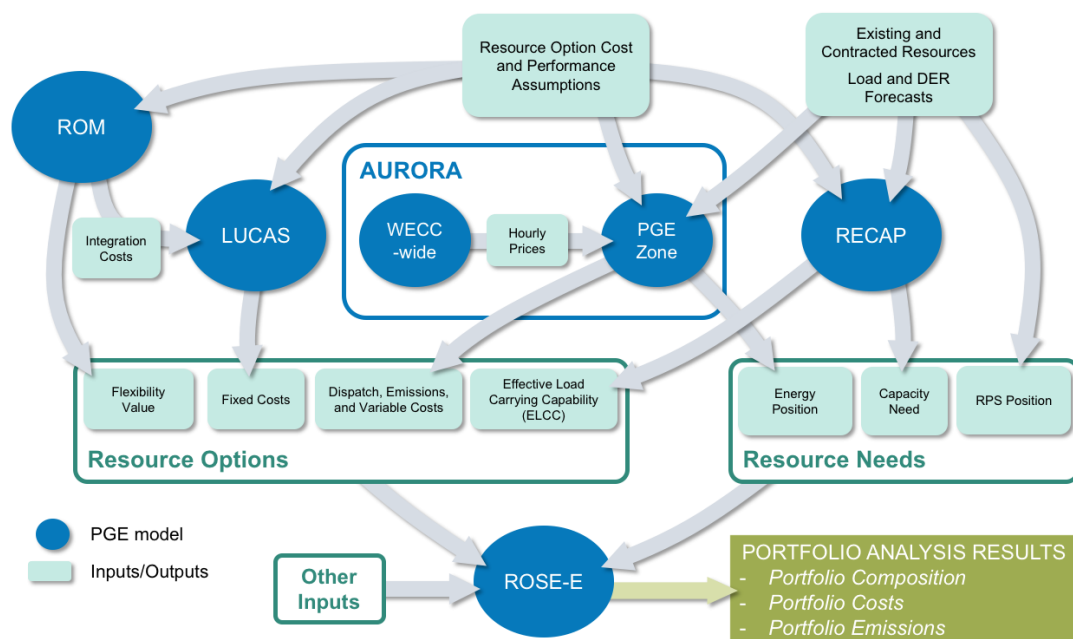 Resource Option Cost
and Performance
Assumptions
Existing and
Contracted Resources
Load and DER
Forecasts
ROM
AURORA
Integration
Costs
LUCAS
WECC
-wide
Hourly
Prices
PGE
Zone
RECAP
Flexibility
Value
Fixed Costs
Dispatch, Emissions,
and Variable Costs
Effective Load
Carrying Capability
(ELCC)
Resource Options
Energy
Position
Capacity
Need
RPS Position
Resource Needs
PGE model
Inputs/Outputs
Other
Inputs
ROSE-E
PORTFOLIO ANALYSIS RESULTS
- Portfolio Composition
- Portfolio Costs
- Portfolio Emissions